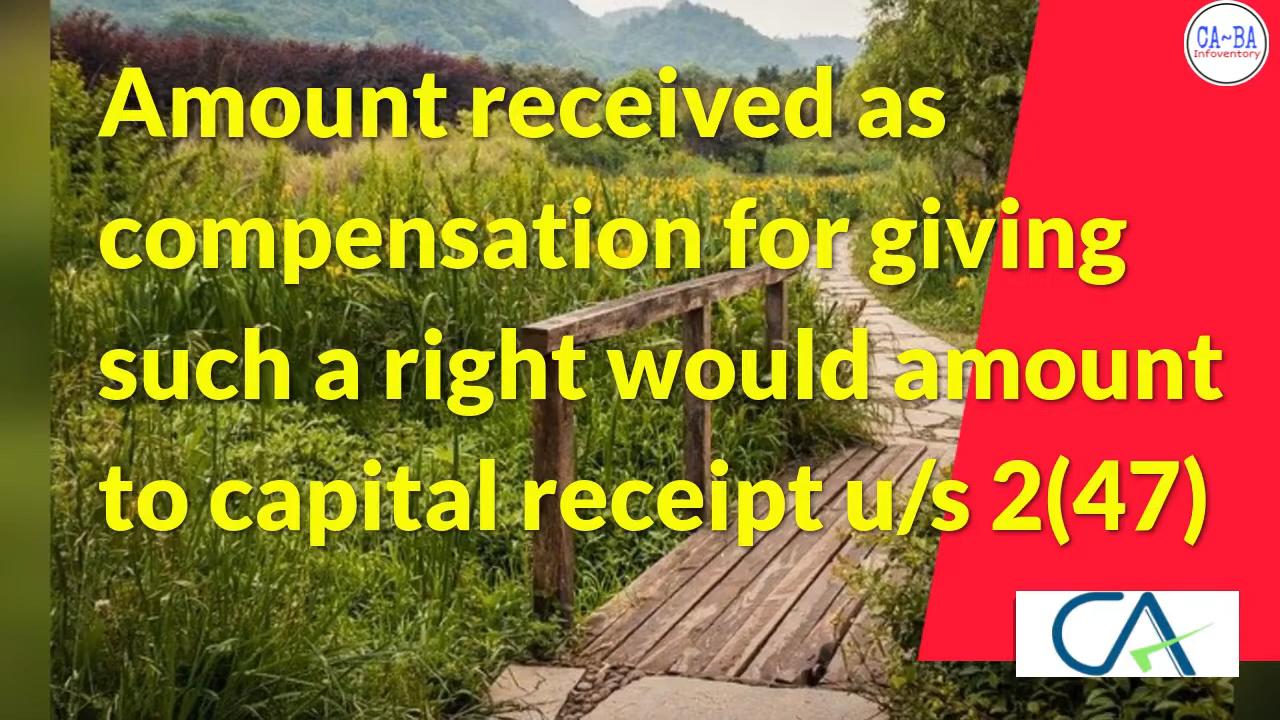 CA~BA
Infoventory
Amount received as
compensation for giving
such a right would amount
to capital receipt u/s 2(47)
CA